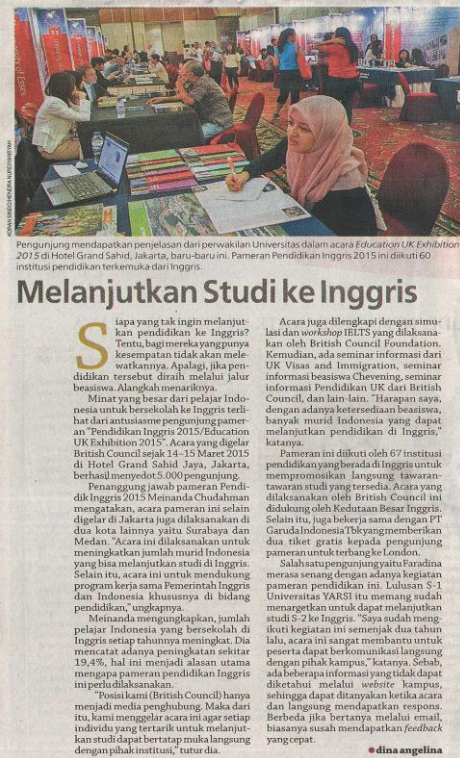 KORAN SINDO/HENDRA NURDIYANSYAH
Pengunjung mendapatkan penjelasan dari perwakilan Universitas dalam acara Education UK Exhibition
2015 di Hotel Grand Sahid, Jakarta, baru-baru ini. Pameran Pendidikan Inggris 2015 ini diikuti 60
institusi pendidikan terkemuka dari Inggris.
Melanjutkan Studi ke Inggris
Siapa yang tak ingin melanjut-
kan pendidikan ke Inggris?
Tentu, bagi mereka yang punya
kesempatan tidak akan mele-
watkannya. Apalagi, jika pen-
didikan tersebut diraih melalui jalur
beasiswa. Alangkah menariknya.
Minat yang besar dari pelajar Indo-
nesia untuk bersekolah ke Inggris terli-
hat dari antusiasme pengunjung pamer-
an "Pendidikan Inggris 2015/Education
UK Exhibition 2015". Acara yang digelar
British Council sejak 14–15 Maret 2015
di Hotel Grand Sahid Jaya, Jakarta,
berhasil menyedot 5.000 pengunjung.
Penanggung jawab pameran Pendi-
dik Inggris 2015 Meinanda Chudahman
mengatakan, acara pameran ini selain
digelar di Jakarta juga dilaksanakan di
dua kota lainnya yaitu Surabaya dan
Medan. "Acara ini dilaksanakan untuk
meningkatkan jumlah murid Indonesia
yang bisa melanjutkan studi di Inggris.
Selain itu, acara ini untuk mendukung
program kerja sama Pemerintah Inggris
dan Indonesia khususnya di bidang
pendidikan," ungkapnya.
Meinanda mengungkapkan, jumlah
pelajar Indonesia yang bersekolah di
Inggris setiap tahunnya meningkat. Dia
mencatat adanya peningkatan sekitar
19,4%, hal ini menjadi alasan utama
mengapa pameran pendidikan Inggris
ini perlu dilaksanakan.
"Posisi kami (British Council) hanya
menjadi media penghubung. Maka dari
itu, kami menggelar acara ini agar setiap
individu yang tertarik untuk melanjut-
kan studi dapat bertatap muka langsung
dengan pihak institusi," tutur dia.
Acara juga dilengkapi dengan simu-
lasi dan workshop IELTS yang dilaksana-
kan oleh British Council Foundation.
Kemudian, ada seminar informasi dari
UK Visas and Immigration, seminar
informasi beasiswa Chevening, seminar
informasi Pendidikan UK dari British
Council, dan lain-lain. "Harapan saya,
dengan adanya ketersediaan beasiswa,
banyak murid Indonesia yang dapat
melanjutkan pendidikan di Inggris,"
katanya.
Pameran ini diikuti oleh 67 institusi
pendidikan yang berada di Inggris untuk
mempromosikan langsung tawaran-
tawaran studi yang tersedia. Acara yang
dilaksanakan oleh British Council ini
didukung oleh Kedutaan Besar Inggris.
Selain itu, juga bekerja sama dengan PT
Garuda Indonesia Tbk yang memberikan
dua tiket gratis kepada pengunjung
pameran untuk terbang ke London.
Salah satu pengunjung yaitu Faradina
merasa senang dengan adanya kegiatan
pameran pendidikan ini. Lulusan S-1
Universitas YARSI itu memang sudah
menargetkan untuk dapat melanjutkan
studi S-2 ke Inggris. "Saya sudah meng-
ikuti kegiatan ini semenjak dua tahun
lalu, acara ini sangat membantu untuk
peserta dapat berkomunikasi langsung
dengan pihak kampus," katanya. Sebab,
ada beberapa informasi yang tidak dapat
diketahui melalui website kampus,
sehingga dapat ditanyakan ketika acara
dan langsung mendapatkan respons.
Berbeda jika bertanya melalui email,
biasanya susah mendapatkan feedback
yang cepat.
● dina angelina